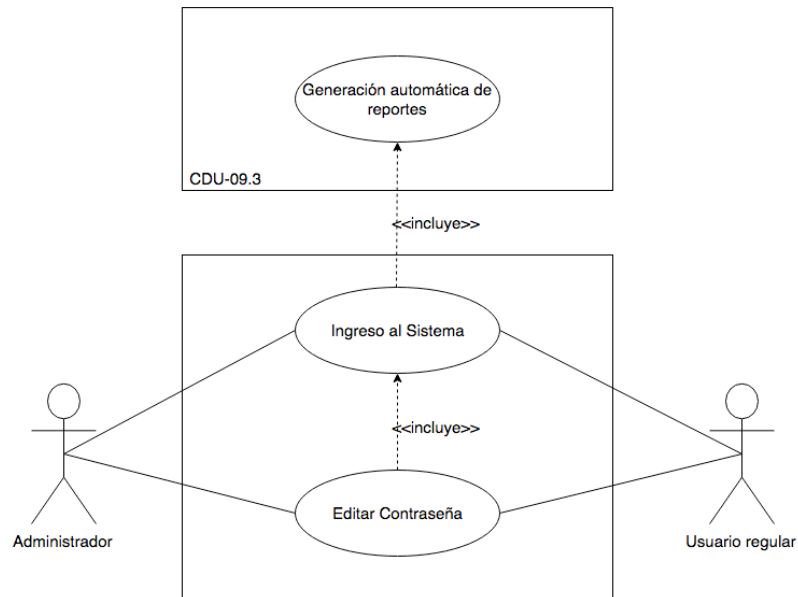 Generación automática de
reportes
CDU-09.3
<<incluye>>
Ingreso al Sistema
<<incluye>>
Editar Contraseña
Administrador
Usuario regular